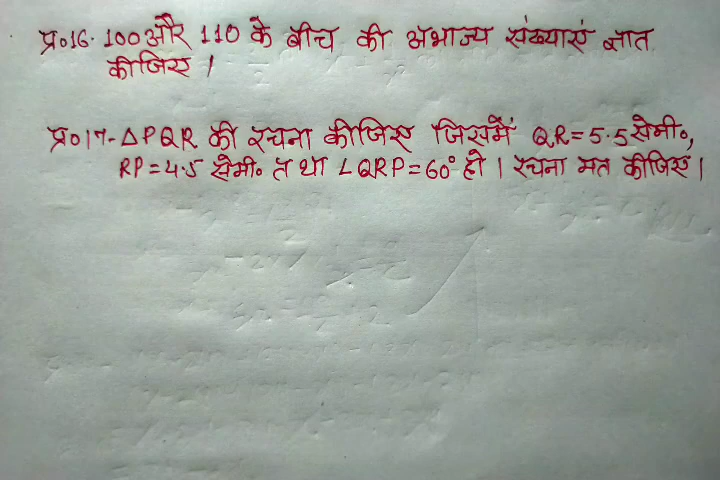 प्र०16. 100 और 110 के बीच की अभाज्य संख्याएं ज्ञात
कीजिए ।
प्र०17- ΔPQR की रचना कीजिए जिसमें QR=5.5 सेमी०,
RP=4.5 सेमी० तथा ∠QRP=60° हो । रचना मत कीजिए ।